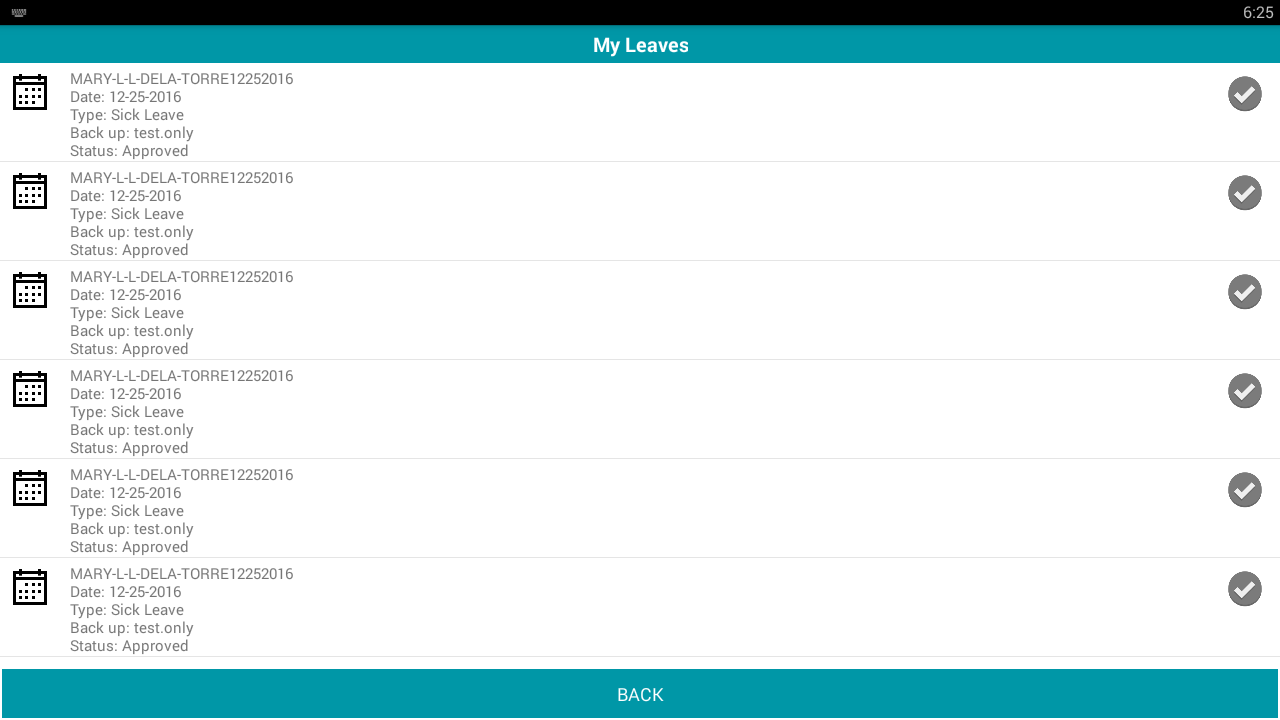 6:25
My Leaves
MARY-L-L-DELA-TORRE12252016
Date: 12-25-2016
Type: Sick Leave
Back up: test.only
Status: Approved
MARY-L-L-DELA-TORRE12252016
Date: 12-25-2016
Type: Sick Leave
Back up: test.only
Status: Approved
MARY-L-L-DELA-TORRE12252016
Date: 12-25-2016
Type: Sick Leave
Back up: test.only
Status: Approved
MARY-L-L-DELA-TORRE12252016
Date: 12-25-2016
Type: Sick Leave
Back up: test.only
Status: Approved
MARY-L-L-DELA-TORRE12252016
Date: 12-25-2016
Type: Sick Leave
Back up: test.only
Status: Approved
MARY-L-L-DELA-TORRE12252016
Date: 12-25-2016
Type: Sick Leave
Back up: test.only
Status: Approved
BACK